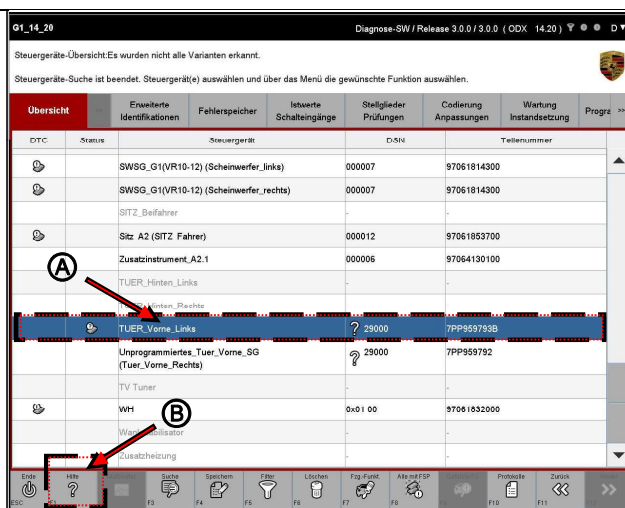 G1_14_20 Diagnose-SW / Release 3.0.0 / 3.0.0 ( ODX 14.20 ) D
Steuergeräte-Übersicht:Es wurden nicht alle Varianten erkannt.
Steuergeräte-Suche ist beendet. Steuergerät(e) auswählen und über das Menü die gewünschte Funktion auswählen.
Übersicht >> Erweiterte Identifikationen Fehlerspeicher Istwerte Schalteingänge Stellglieder Prüfungen Codierung Anpassungen Wartung Instandsetzung Progra >>
DTC Status Steuergerät DSN Teilenummer
SWSG_G1(VR10-12) (Scheinwerfer_links) 000007 97061814300
SWSG_G1(VR10-12) (Scheinwerfer_rechts) 000007 97061814300
SITZ_Beifahrer - -
Sitz A2 (SITZ Fahrer) 000012 97061853700
Zusatzinstrument_A2.1 000006 97064130100
A
TUER_Hinten_Links - -
TUER_Hinten_Rechts
TUER_Vorne_Links ? 29000 7PP959793B
Unprogrammiertes_Tuer_Vorne_SG ? 29000 7PP959792
(Tuer_Vorne_Rechts)
TV Tuner - -
WH 0x01 00 97061832000
B
Wankstabilisator - -
Zusatzheizung - -
Ende Hilfe Suche Speichern Filter Löschen Fzg.-Funkt. Alle mit FSP Protokolle Zurück
?
ESC F1 F3 F4 F5 F6 F7 F8 F10 F11